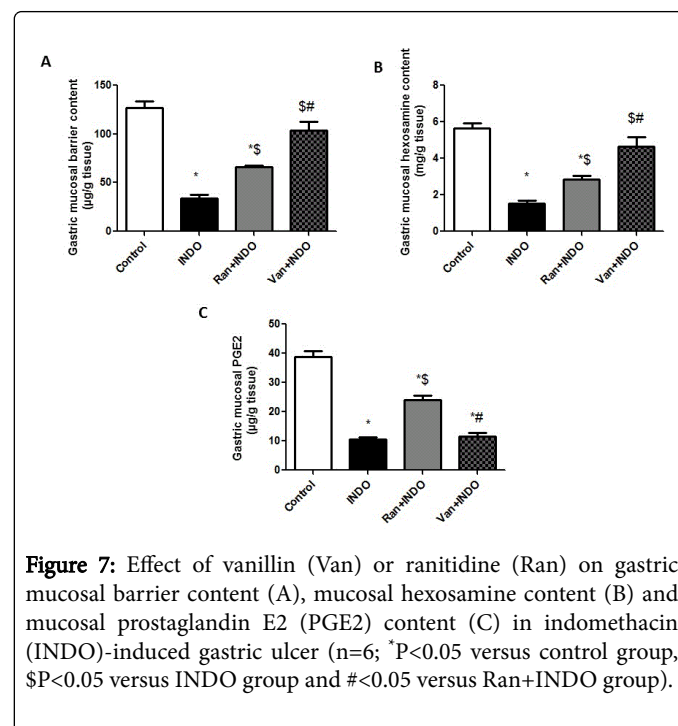 A
Gastric mucosal barrier content
(µg/g tissue)
150
100
50
0
*
*$
$#
Control
INDO
Ran+INDO
Van+INDO
B
Gastric mucosal hexosamine content
(mg/g tissue)
8
6
4
2
0
*
*$
$#
Control
INDO
Ran+INDO
Van+INDO
C
Gastric mucosal PGE2
(µg/g tissue)
50
40
30
20
10
0
*
*$
*#
Control
INDO
Ran+INDO
Van+INDO
Figure 7: Effect of vanillin (Van) or ranitidine (Ran) on gastric
mucosal barrier content (A), mucosal hexosamine content (B) and
mucosal prostaglandin E2 (PGE2) content (C) in indomethacin
(INDO)-induced gastric ulcer (n=6; *P<0.05 versus control group,
$P<0.05 versus INDO group and #<0.05 versus Ran+INDO group).